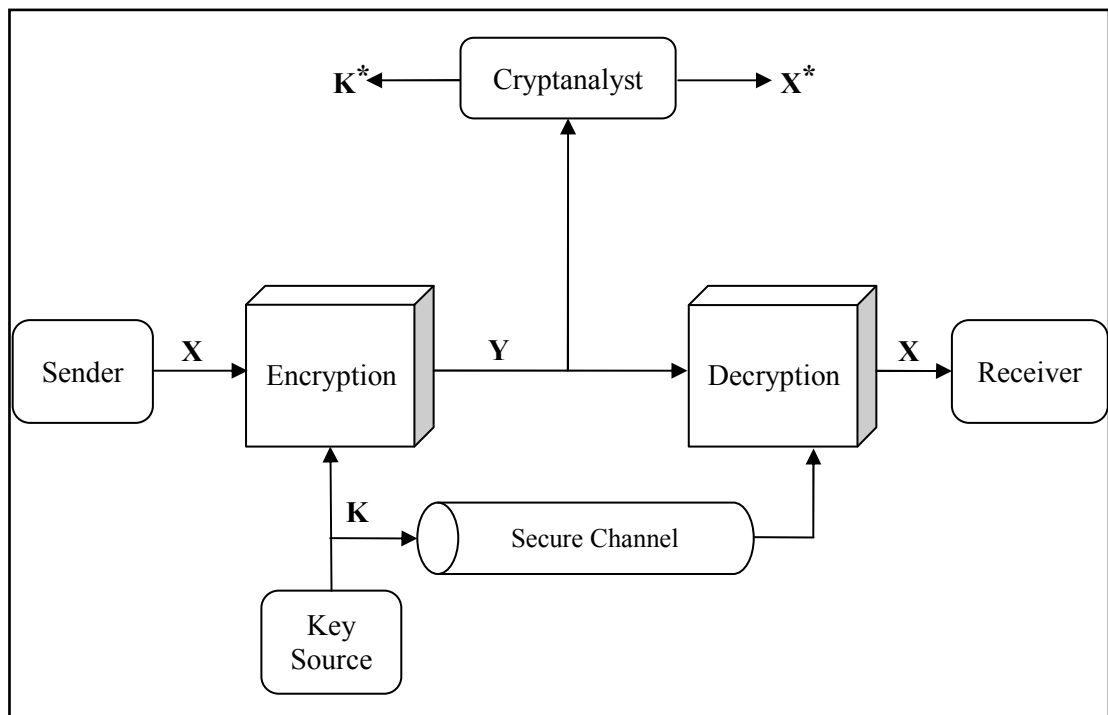 K* Cryptanalyst X*
Sender X Encryption Y Decryption X Receiver
K Secure Channel
Key
Source